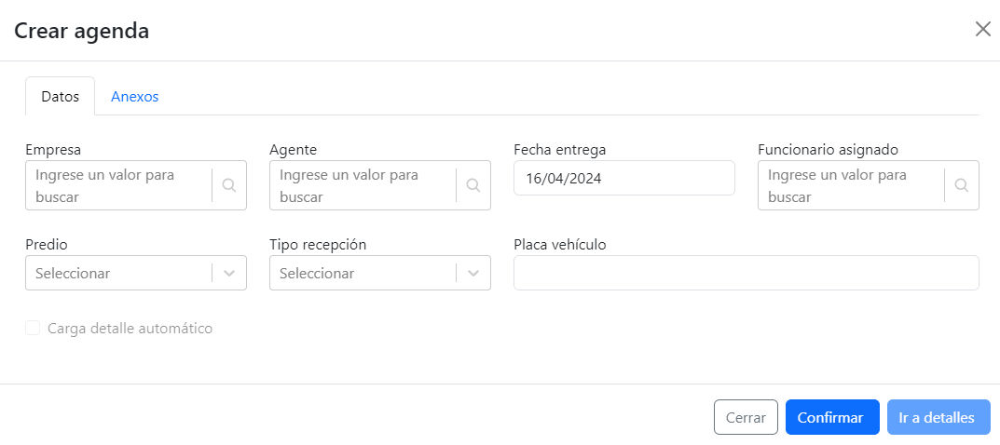 Crear agenda
Datos
Anexos
Empresa
Agente
Fecha entrega
Funcionario asignado
Ingrese un valor para
buscar
Ingrese un valor para
buscar
16/04/2024
Ingrese un valor para
buscar
Predio
Tipo recepción
Placa vehículo
Seleccionar
Seleccionar
Carga detalle automático
Cerrar
Confirmar
Ir a detalles